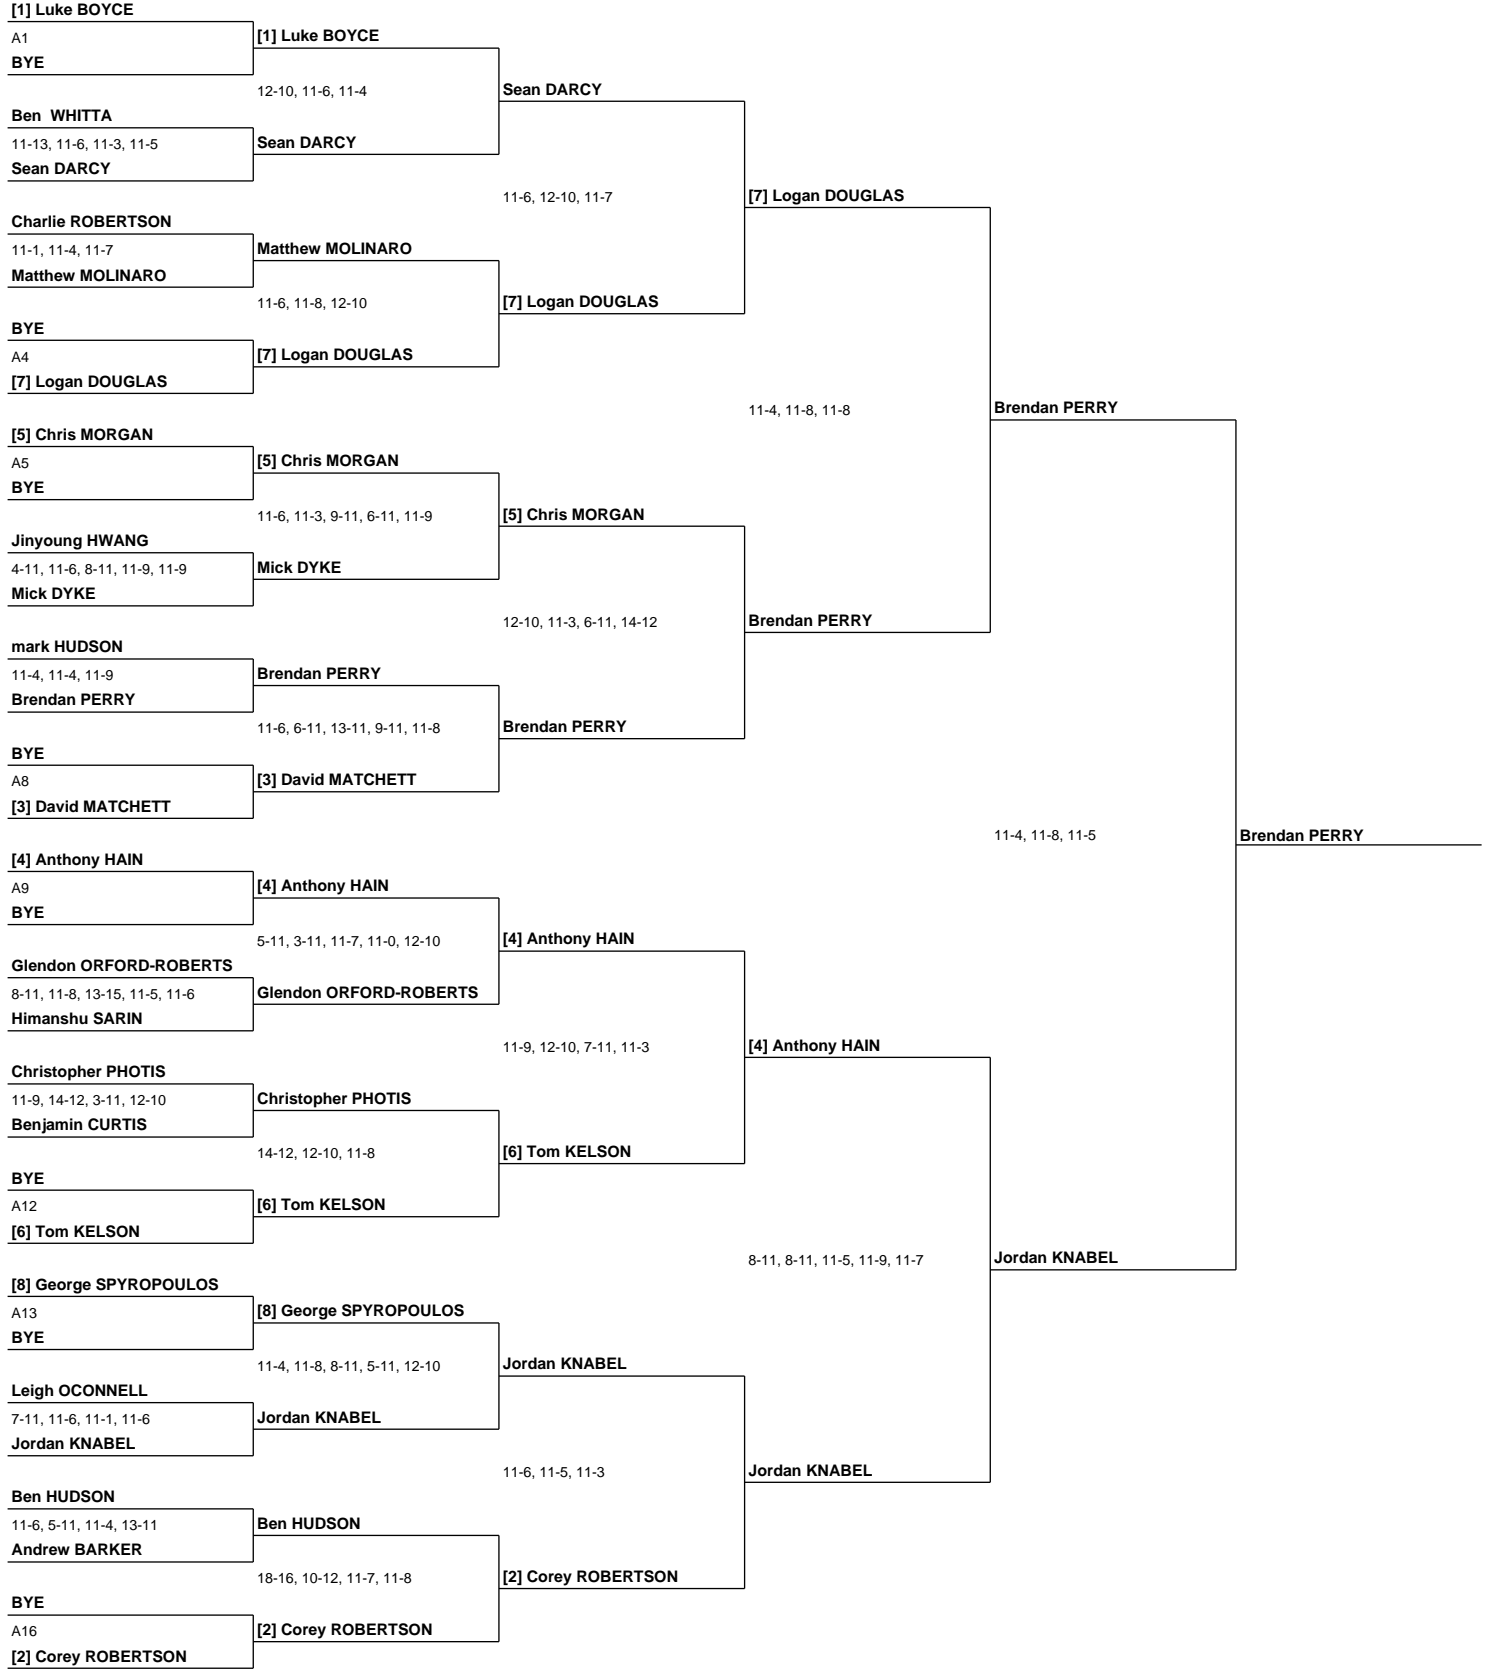 [1] Luke BOYCE
A1
BYE
Ben WHITTA
11-13, 11-6, 11-3, 11-5
Sean DARCY
Charlie ROBERTSON
11-1, 11-4, 11-7
Matthew MOLINARO
BYE
A4
[7] Logan DOUGLAS
[5] Chris MORGAN
A5
BYE
Jinyoung HWANG
4-11, 11-6, 8-11, 11-9, 11-9
Mick DYKE
mark HUDSON
11-4, 11-4, 11-9
Brendan PERRY
BYE
A8
[3] David MATCHETT
[4] Anthony HAIN
A9
BYE
Glendon ORFORD-ROBERTS
8-11, 11-8, 13-15, 11-5, 11-6
Himanshu SARIN
Christopher PHOTIS
11-9, 14-12, 3-11, 12-10
Benjamin CURTIS
BYE
A12
[6] Tom KELSON
[8] George SPYROPOULOS
A13
BYE
Leigh OCONNELL
7-11, 11-6, 11-1, 11-6
Jordan KNABEL
Ben HUDSON
11-6, 5-11, 11-4, 13-11
Andrew BARKER
BYE
A16
[2] Corey ROBERTSON
[1] Luke BOYCE
12-10, 11-6, 11-4
Sean DARCY
Matthew MOLINARO
11-6, 11-8, 12-10
[7] Logan DOUGLAS
[5] Chris MORGAN
11-6, 11-3, 9-11, 6-11, 11-9
Mick DYKE
Brendan PERRY
11-6, 6-11, 13-11, 9-11, 11-8
[3] David MATCHETT
[4] Anthony HAIN
5-11, 3-11, 11-7, 11-0, 12-10
Glendon ORFORD-ROBERTS
Christopher PHOTIS
14-12, 12-10, 11-8
[6] Tom KELSON
[8] George SPYROPOULOS
11-4, 11-8, 8-11, 5-11, 12-10
Jordan KNABEL
Ben HUDSON
18-16, 10-12, 11-7, 11-8
[2] Corey ROBERTSON
Sean DARCY
11-6, 12-10, 11-7
[7] Logan DOUGLAS
[5] Chris MORGAN
12-10, 11-3, 6-11, 14-12
Brendan PERRY
[4] Anthony HAIN
11-9, 12-10, 7-11, 11-3
[6] Tom KELSON
Jordan KNABEL
11-6, 11-5, 11-3
[2] Corey ROBERTSON
[7] Logan DOUGLAS
11-4, 11-8, 11-8
Brendan PERRY
[4] Anthony HAIN
8-11, 8-11, 11-5, 11-9, 11-7
Jordan KNABEL
Brendan PERRY
11-4, 11-8, 11-5
Jordan KNABEL
Brendan PERRY